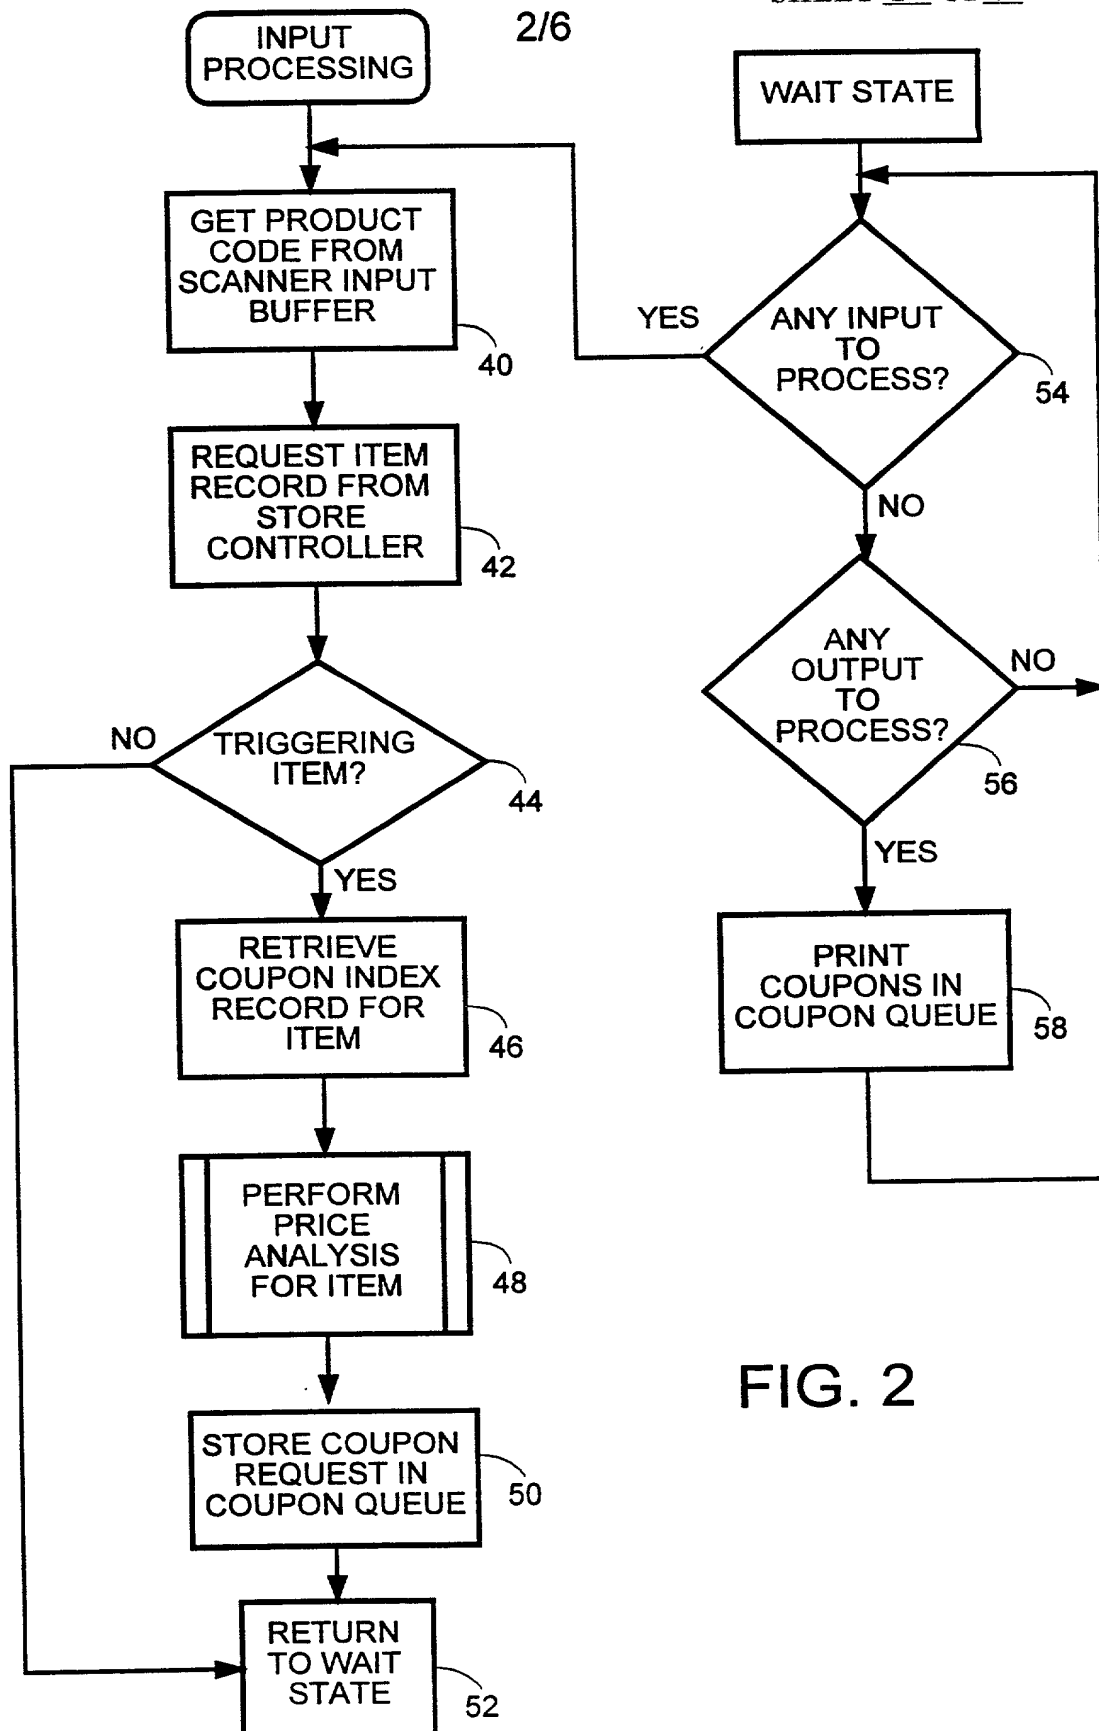 2/6
INPUT
PROCESSING
GET PRODUCT
CODE FROM
SCANNER INPUT
BUFFER
40
REQUEST ITEM
RECORD FROM
STORE
CONTROLLER
42
TRIGGERING
ITEM?
44
NO
YES
RETRIEVE
COUPON INDEX
RECORD FOR
ITEM
46
PERFORM
PRICE
ANALYSIS
FOR ITEM
48
STORE COUPON
REQUEST IN
COUPON QUEUE
50
RETURN
TO WAIT
STATE
52
WAIT STATE
ANY INPUT
TO
PROCESS?
54
YES
NO
ANY
OUTPUT
TO
PROCESS?
56
NO
YES
PRINT
COUPONS IN
COUPON QUEUE
58
FIG. 2